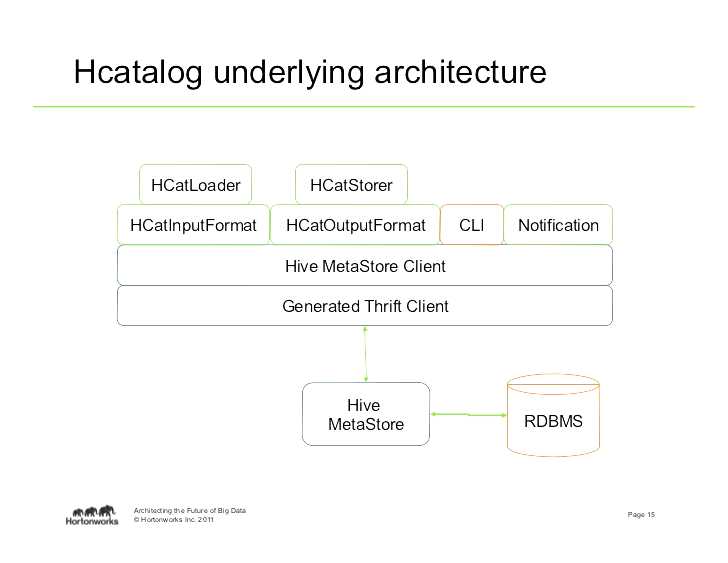 Hcatalog underlying architecture
HCatLoader
HCatStorer
HCatInputFormat
HCatOutputFormat
CLI
Notification
Hive MetaStore Client
Generated Thrift Client
Hive
MetaStore
RDBMS
Hortonworks
Architecting the Future of Big Data
© Hortonworks Inc. 2011
Page 15